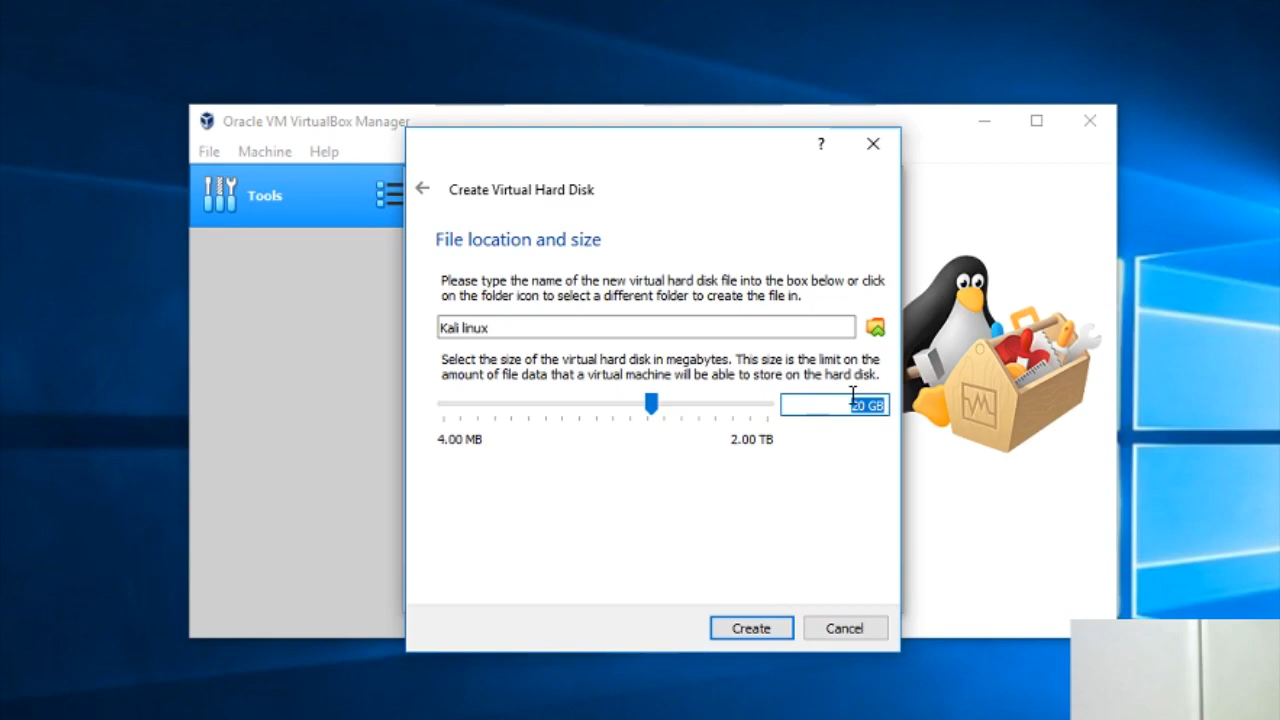 Oracle VM VirtualBox Manager
File Machine Help
?
Tools
Create Virtual Hard Disk
File location and size
Please type the name of the new virtual hard disk file into the box below or click
on the folder icon to select a different folder to create the file in.
Kali linux
Select the size of the virtual hard disk in megabytes. This size is the limit on the
amount of file data that a virtual machine will be able to store on the hard disk.
20 GB
4.00 MB 2.00 TB
Create Cancel